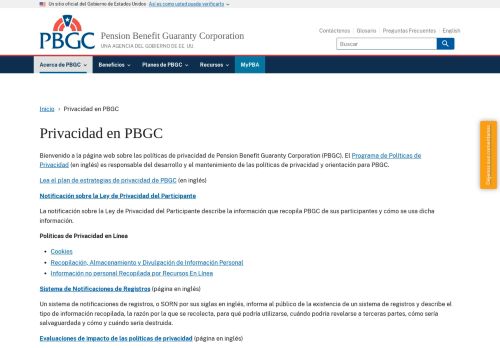 Un sitio oficial del Gobierno de Estados Unidos Así es como usted puede verificarlo
PBGC
Pension Benefit Guaranty Corporation
UNA AGENCIA DEL GOBIERNO DE EE. UU
Contáctenos Glosario Preguntas Frecuentes English
Buscar
Acerca de PBGC Beneficios Planes de PBGC Recursos MyPBA
Inicio › Privacidad en PBGC
Privacidad en PBGC
Bienvenido a la página web sobre las políticas de privacidad de Pension Benefit Guaranty Corporation (PBGC). El Programa de Políticas de
Privacidad (en inglés) es responsable del desarrollo y el mantenimiento de las políticas de privacidad y orientación para PBGC.
Lea el plan de estrategias de privacidad de PBGC (en inglés)
Notificación sobre la Ley de Privacidad del Participante
La notificación sobre la Ley de Privacidad del Participante describe la información que recopila PBGC de sus participantes y cómo se usa dicha
información.
Políticas de Privacidad en Línea
Cookies
Recopilación, Almacenamiento y Divulgación de Información Personal
Información no personal Recopilada por Recursos En Línea
Sistema de Notificaciones de Registros (página en inglés)
Un sistema de notificaciones de registros, o SORN por sus siglas en inglés, informa al público de la existencia de un sistema de registros y describe el
tipo de información recopilada, la razón por la que se recolecta, para qué podría utilizarse, cuándo podría revelarse a terceras partes, cómo sería
salvaguardada y cómo y cuándo sería destruida.
Evaluaciones de impacto de las políticas de privacidad (página en inglés)